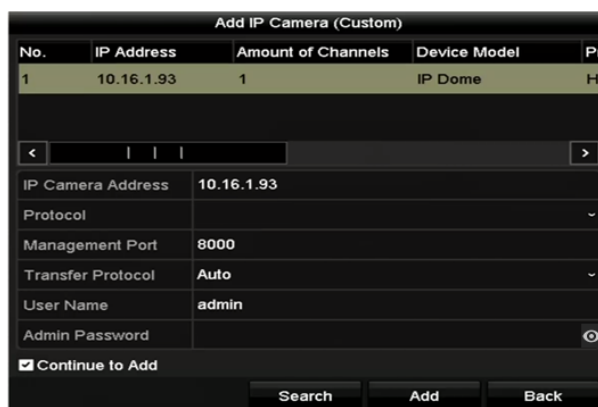 Add IP Camera (Custom)
No. IP Address Amount of Channels Device Model
1 10.16.1.93 1 IP Dome
IP Camera Address 10.16.1.93
Protocol
Management Port 8000
Transfer Protocol Auto
User Name admin
Admin Password
Continue to Add
Search Add Back